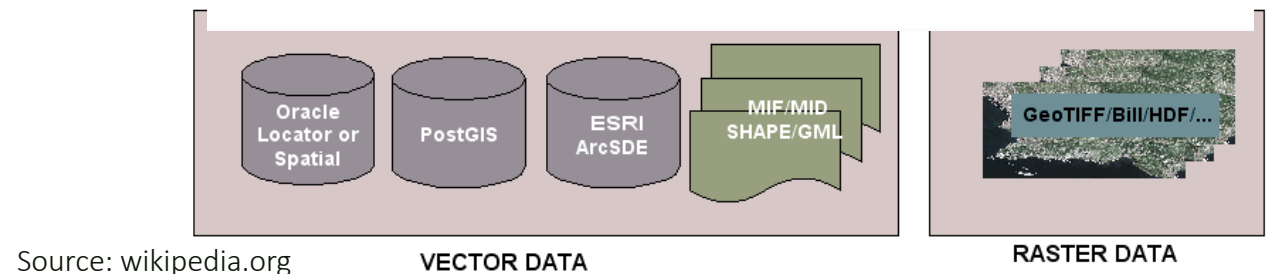 Oracle
Locator or
Spatial
PostGIS
ESRI
ArcSDE
MIF/MID
SHAPE/GML
GeoTIFF/Bill/HDF/...
Source: wikipedia.org
VECTOR DATA
RASTER DATA